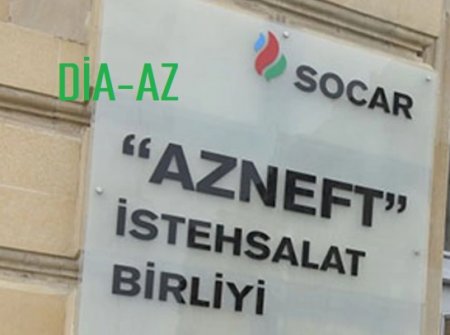 DİA-AZ
SOCAR
“AZNEFT”
İSTEHSALAT
BİRLİYİ